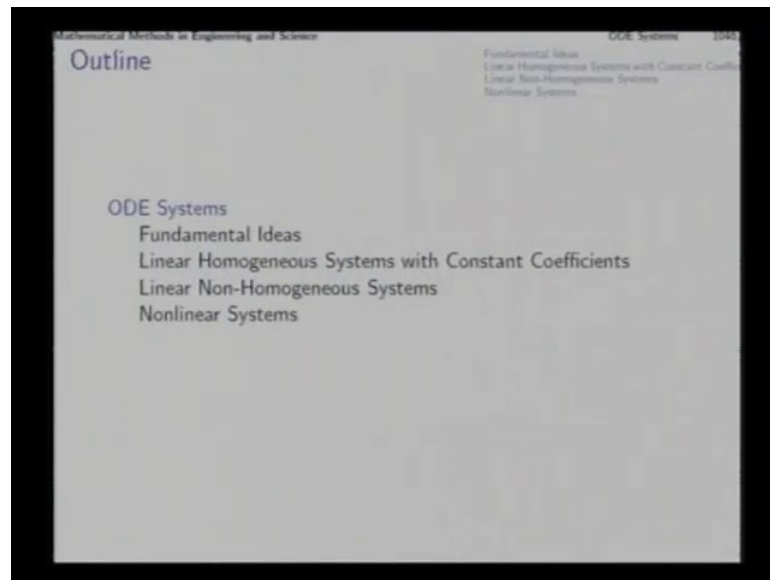 Mathematical Methods in Engineering and Science
ODE Systems
Outline
Fundamental Ideas
Linear Homogeneous Systems with Constant
Linear Non-Homogeneous Systems
Nonlinear Systems
ODE Systems
Fundamental Ideas
Linear Homogeneous Systems with Constant Coefficients
Linear Non-Homogeneous Systems
Nonlinear Systems